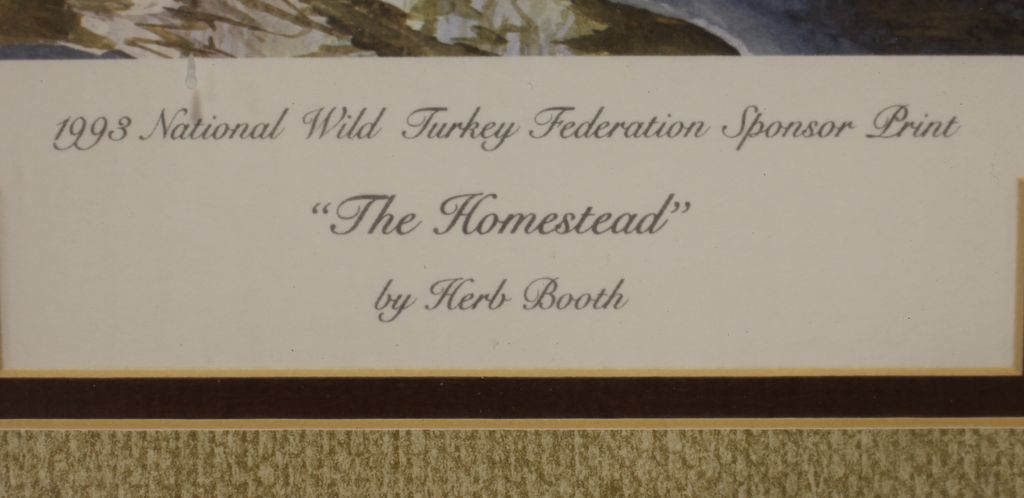 1993 National Wild Turkey Federation Sponsor Print
“The Homestead”
by Herb Booth